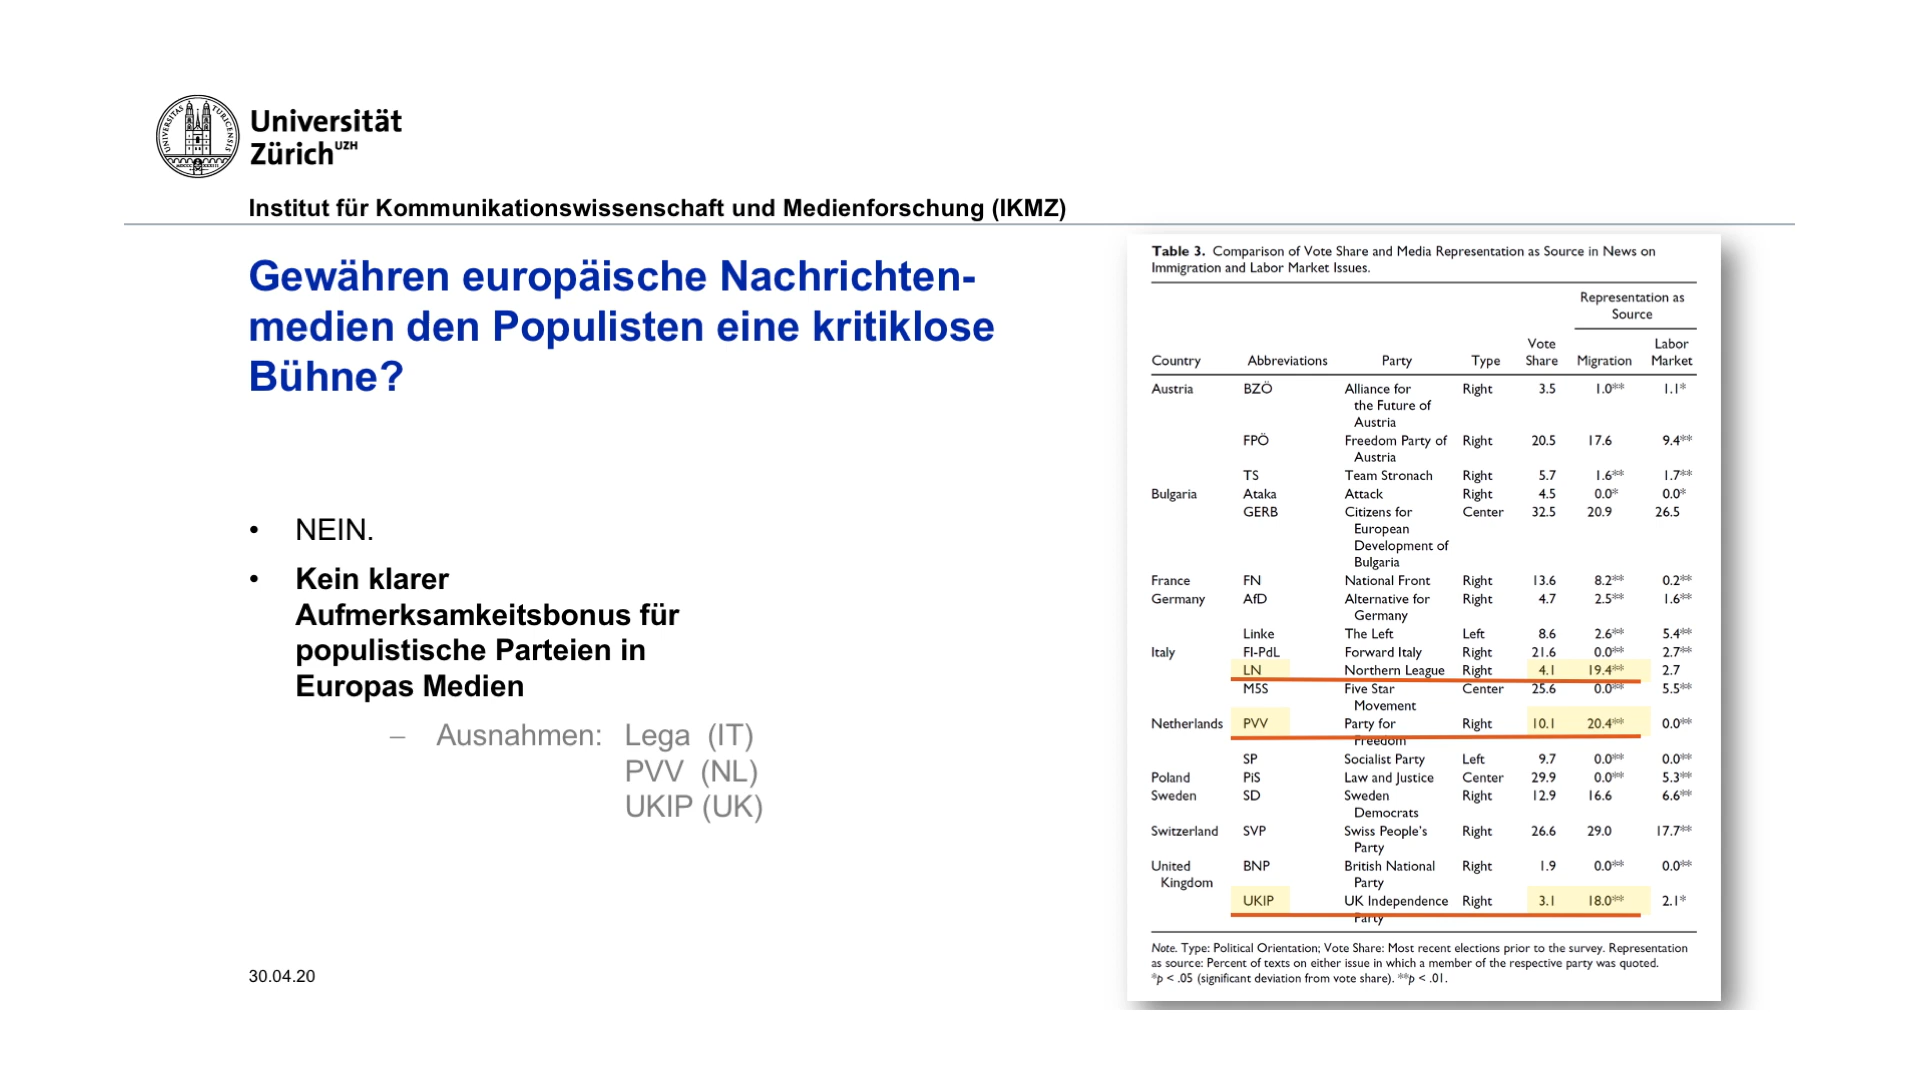 Universität
Zürich UZH
Institut für Kommunikationswissenschaft und Medienforschung (IKMZ)
Gewähren europäische Nachrichten-
medien den Populisten eine kritiklose
Bühne?
• NEIN.
• Kein klarer
Aufmerksamkeitsbonus für
populistische Parteien in
Europas Medien
– Ausnahmen: Lega (IT)
PVV (NL)
UKIP (UK)
30.04.20
Table 3. Comparison of Vote Share and Media Representation as Source in News on
Immigration and Labor Market Issues.
Representation as
Source
Vote Labor
Country Abbreviations Party Type Share Migration Market
Austria BZÖ Alliance for Right 3.5 1.0** 1.1*
the Future of
Austria
FPÖ Freedom Party of Right 20.5 17.6 9.4**
Austria
TS Team Stronach Right 5.7 1.6** 1.7**
Bulgaria Ataka Attack Right 4.5 0.0* 0.0*
GERB Citizens for Center 32.5 20.9 26.5
European
Development of
Bulgaria
France FN National Front Right 13.6 8.2** 0.2**
Germany AfD Alternative for Right 4.7 2.5** 1.6**
Germany
Linke The Left Left 8.6 2.6** 5.4**
Italy FI-PdL Forward Italy Right 21.6 0.0** 2.7**
LN Northern League Right 4.1 19.4** 2.7
M5S Five Star Center 25.6 0.0** 5.5**
Movement
Netherlands PVV Party for Right 10.1 20.4** 0.0**
Freedom
SP Socialist Party Left 9.7 0.0** 0.0**
Poland PiS Law and Justice Center 29.9 0.0** 5.3**
Sweden SD Sweden Right 12.9 16.6 6.6**
Democrats
Switzerland SVP Swiss People's Right 26.6 29.0 17.7**
Party
United BNP British National Right 1.9 0.0** 0.0**
Kingdom Party
UKIP UK Independence Right 3.1 18.0** 2.1*
Party
Note. Type: Political Orientation; Vote Share: Most recent elections prior to the survey. Representation
as source: Percent of texts on either issue in which a member of the respective party was quoted.
*p < .05 (significant deviation from vote share). **p < .01.